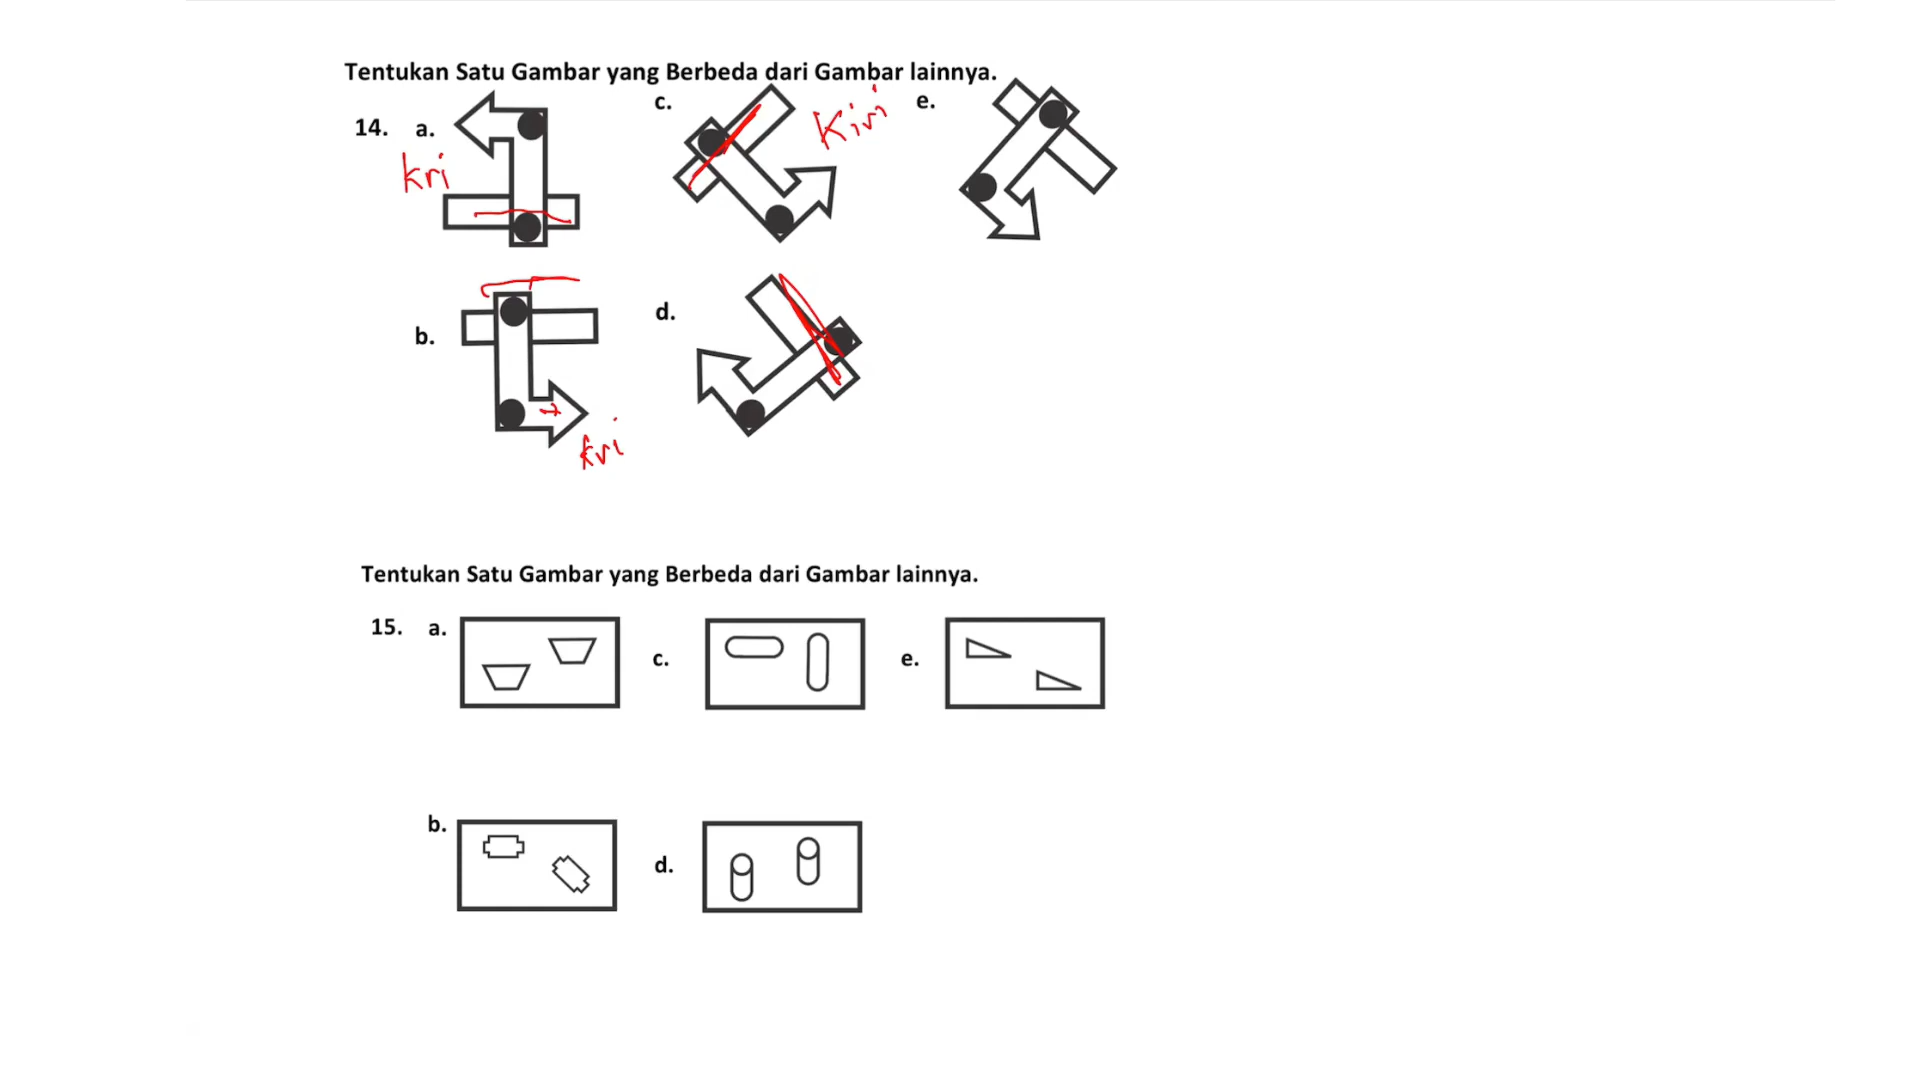 Tentukan Satu Gambar yang Berbeda dari Gambar lainnya.
14. a.
c.
Kiri
e.
kri
b.
d.
kri
Tentukan Satu Gambar yang Berbeda dari Gambar lainnya.
15. a.
c.
e.
b.
d.